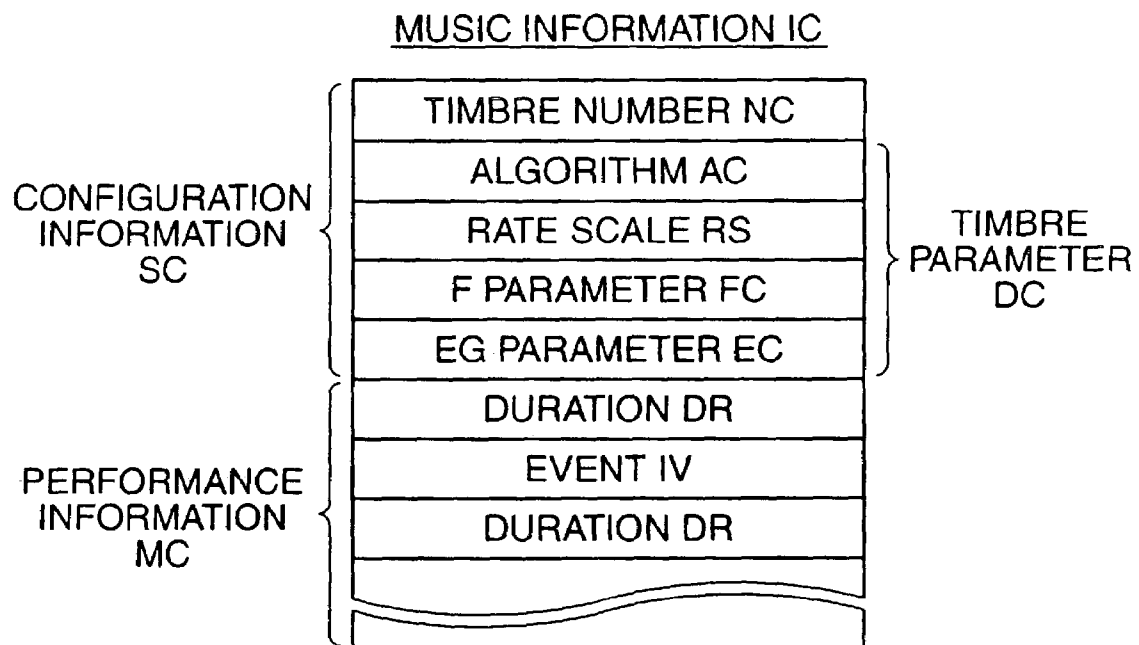 MUSIC INFORMATION IC
CONFIGURATION
INFORMATION
SC
TIMBRE NUMBER NC
ALGORITHM AC
RATE SCALE RS
F PARAMETER FC
EG PARAMETER EC
TIMBRE
PARAMETER
DC
PERFORMANCE
INFORMATION
MC
DURATION DR
EVENT IV
DURATION DR